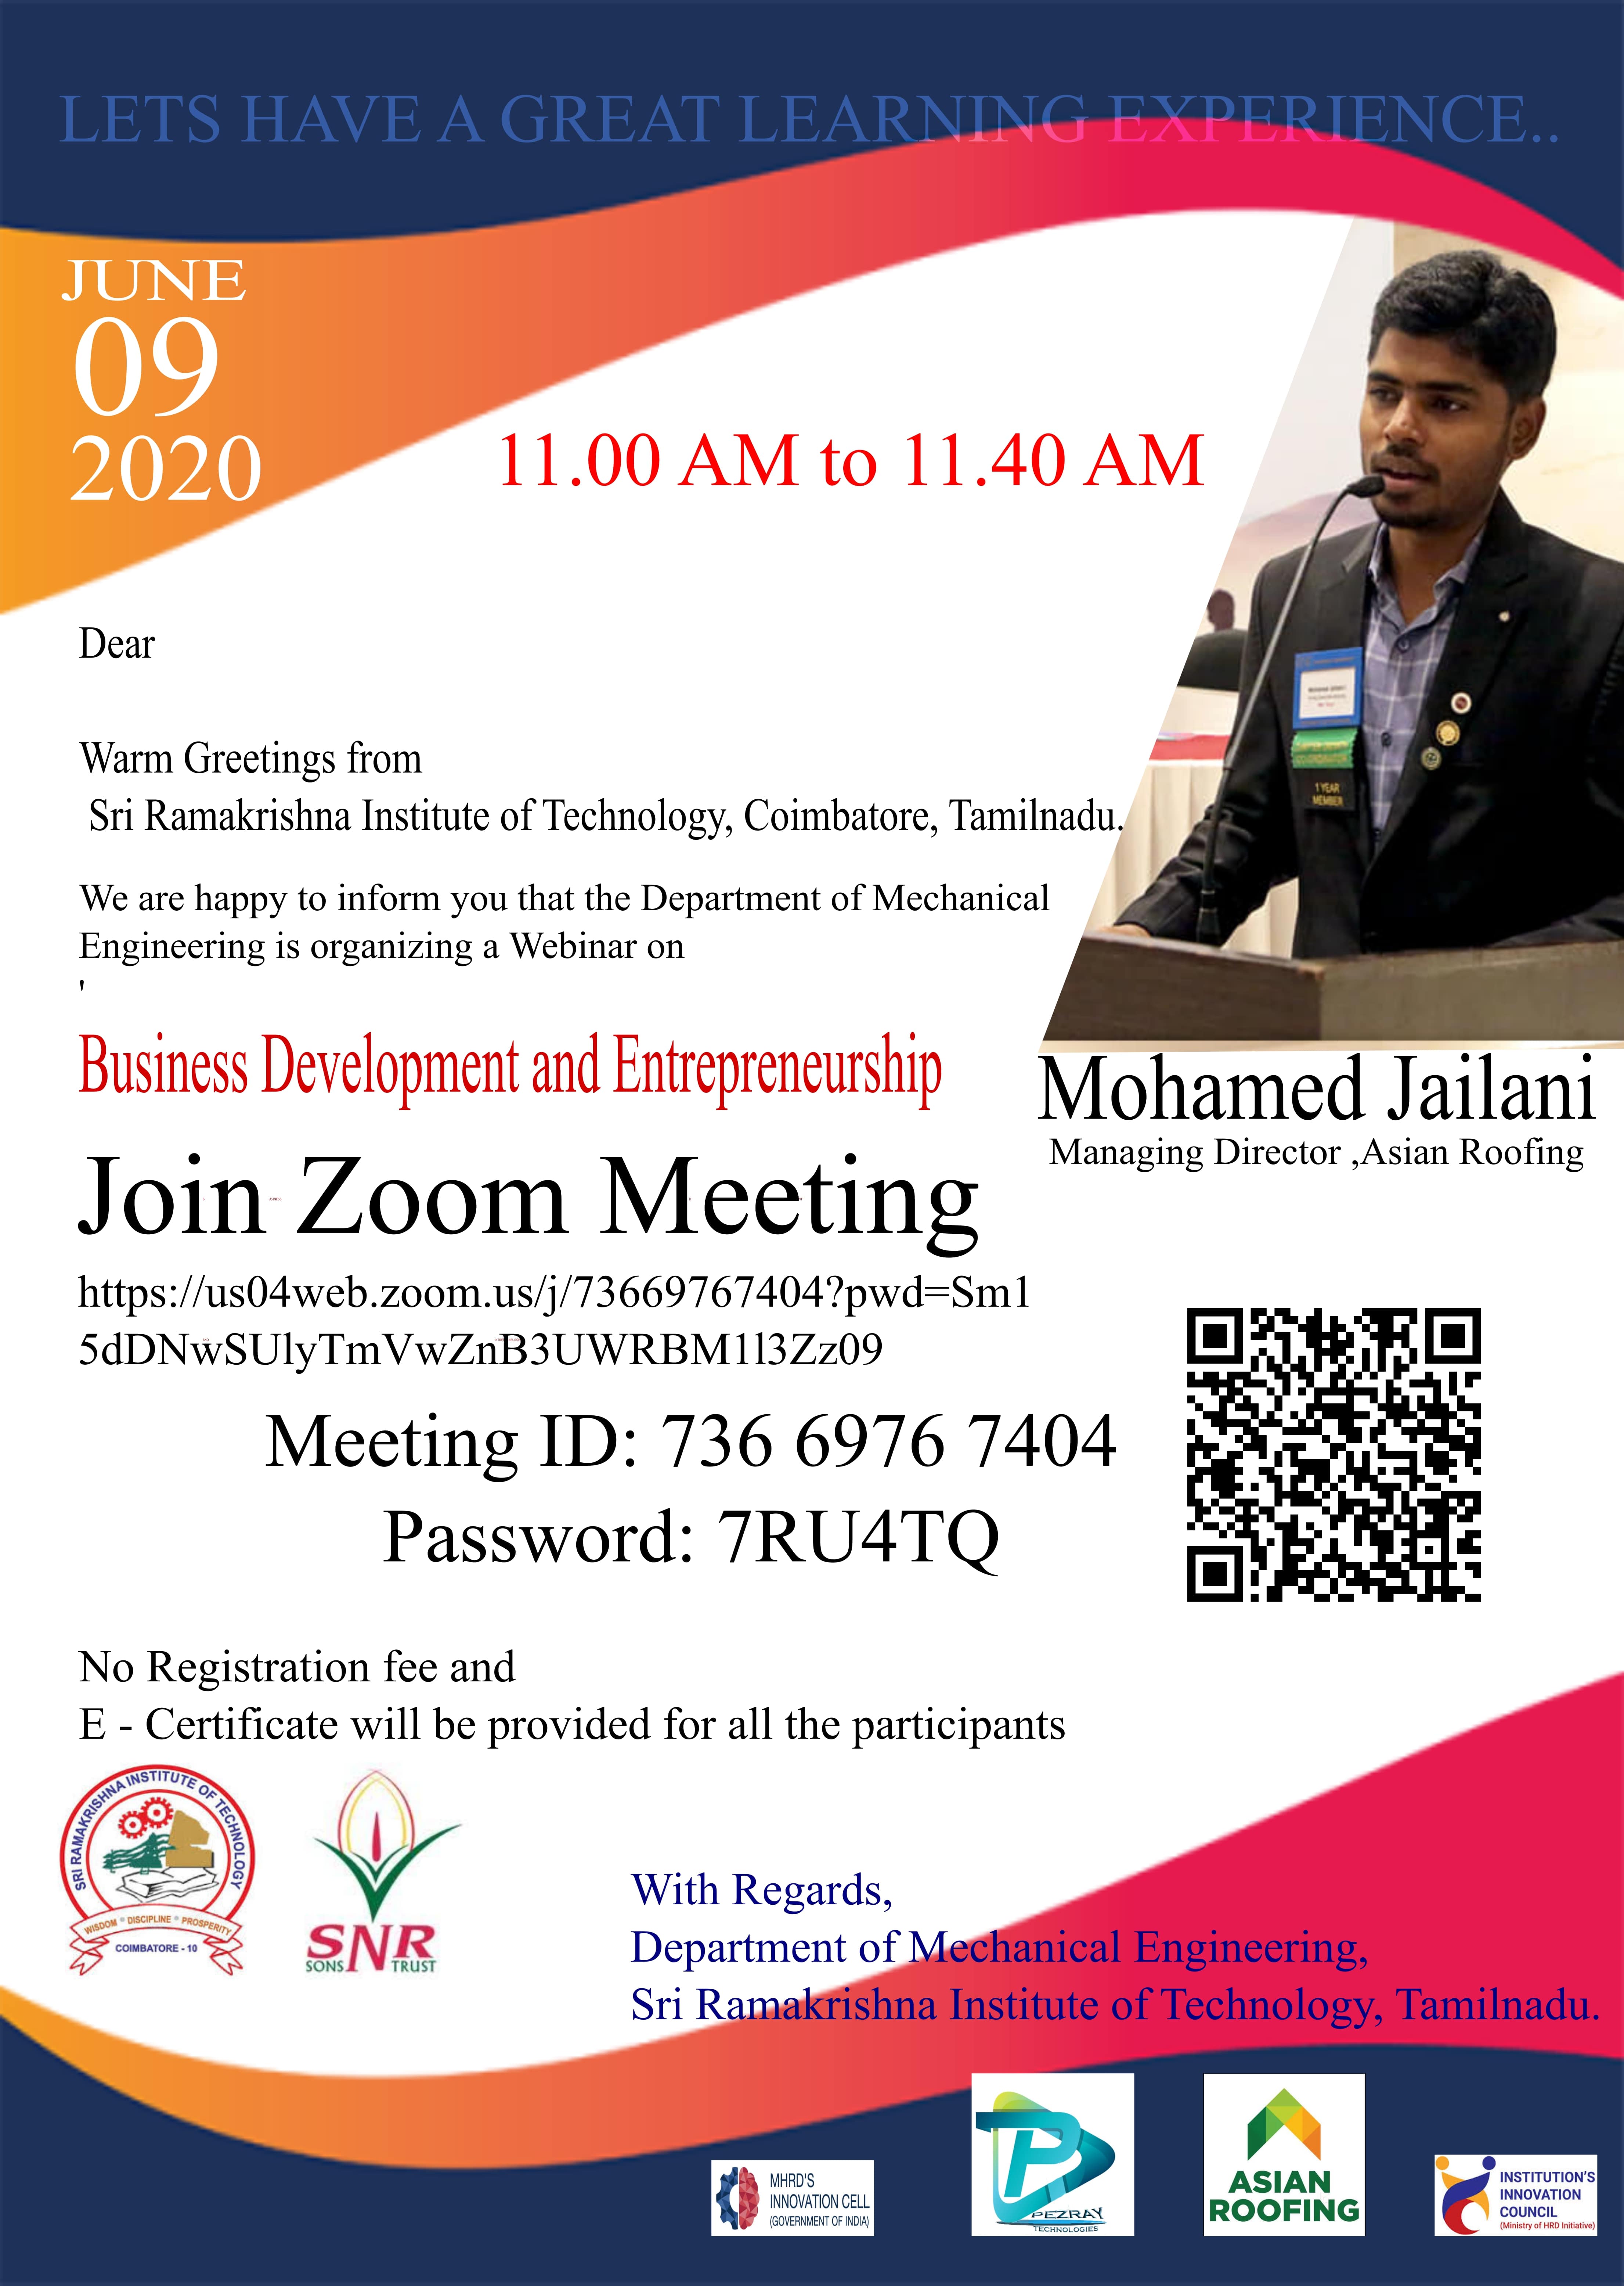 LETS HAVE A GREAT LEARNING EXPERIENCE..
JUNE
09
2020
11.00 AM to 11.40 AM
Dear
Warm Greetings from
Sri Ramakrishna Institute of Technology, Coimbatore, Tamilnadu.
We are happy to inform you that the Department of Mechanical
Engineering is organizing a Webinar on
'
Business Development and Entrepreneurship
1 YEAR
MEMBER
Mohamed Jailani
Managing Director ,Asian Roofing
Join Zoom Meeting
https://us04web.zoom.us/j/73669767404?pwd=Sm1
5dDNwSUlyTmVwZnB3UWRBM1l3Zz09
Meeting ID: 736 6976 7404
Password: 7RU4TQ
No Registration fee and
E - Certificate will be provided for all the participants
SRI RAMAKRISHNA INSTITUTE OF TECHNOLOGY
WISDOM * DISCIPLINE * PROSPERITY
COIMBATORE - 10
SNR
SONS TRUST
With Regards,
Department of Mechanical Engineering,
Sri Ramakrishna Institute of Technology, Tamilnadu.
MHRD'S
INNOVATION CELL
(GOVERNMENT OF INDIA)
PEZRAY
TECHNOLOGIES
ASIAN
ROOFING
INSTITUTION'S
INNOVATION
COUNCIL
(Ministry of HRD Initiative)